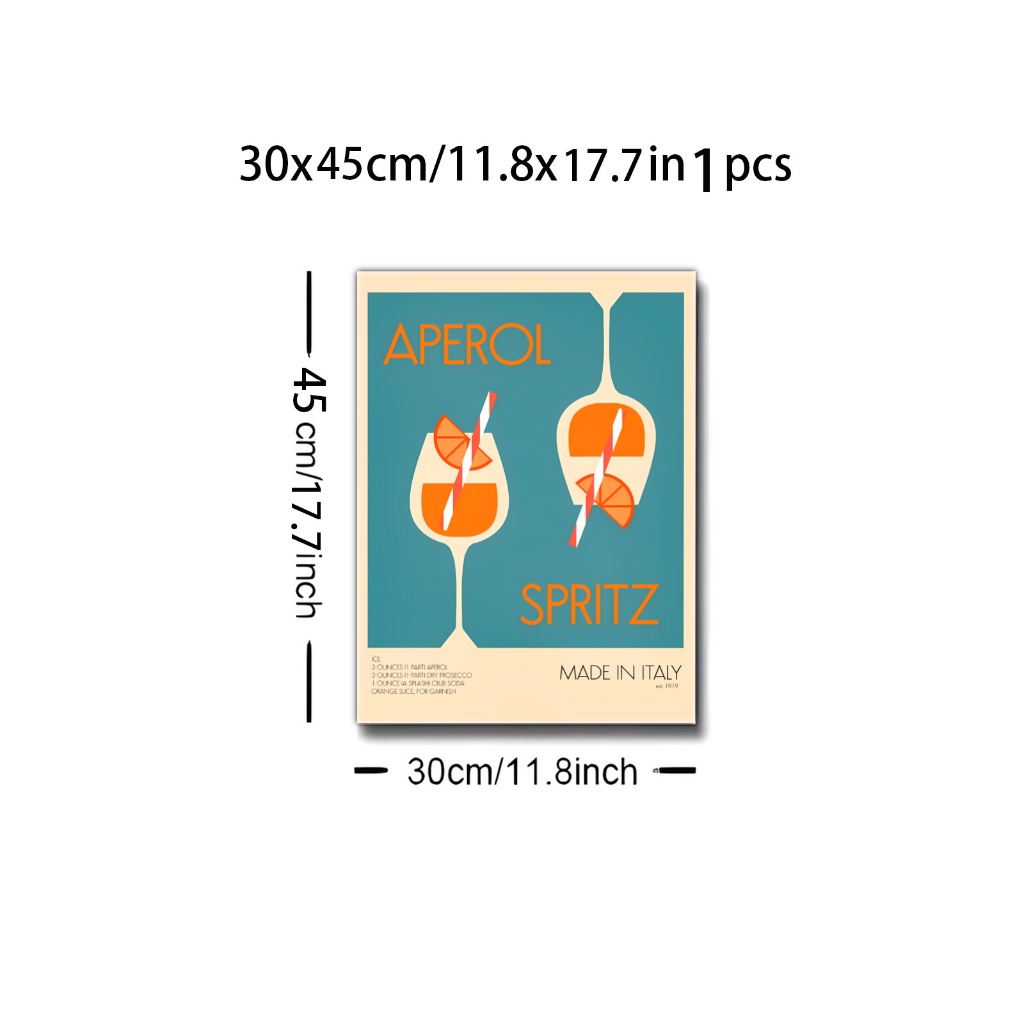 30x45cm/11.8x17.7in 1 pcs
45 cm/17.7inch
APEROL
SPRITZ
ICE
3 OUNCES (1 PART) APEROL
3 OUNCES (1 PART) DRY PROSECCO
1 OUNCE (A SPLASH) CLUB SODA
ORANGE SLICE, FOR GARNISH
MADE IN ITALY
est. 1919
30cm/11.8inch